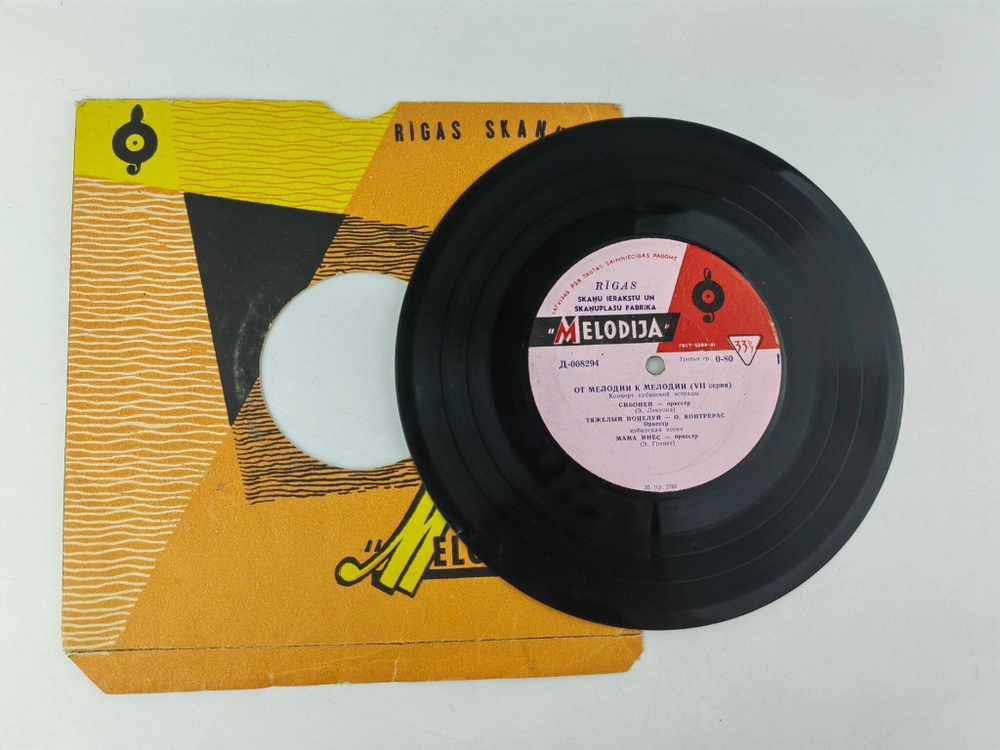 RĪGAS SKAŅU
"MELO
LATVIJAS PSR TAUTAS SAIMNIECĪBAS PADOME
RĪGAS
SKAŅU IERAKSTU UN
SKAŅUPLAŠU FABRIKA
"MELODIJA"
ГОСТ-5289-61
33⅓
Д-008294
Третья гр. 0-80
ОТ МЕЛОДИИ К МЕЛОДИИ (VII серия)
Концерт кубинской эстрады
СИБОНЕЙ — оркестр
(Э. Лекуона)
ТЯЖЕЛЫЙ ПОЦЕЛУЙ — О. КОНТРЕРАС
Оркестр
кубинская песня
МАМА ИНЕС — оркестр
(Э. Гренет)